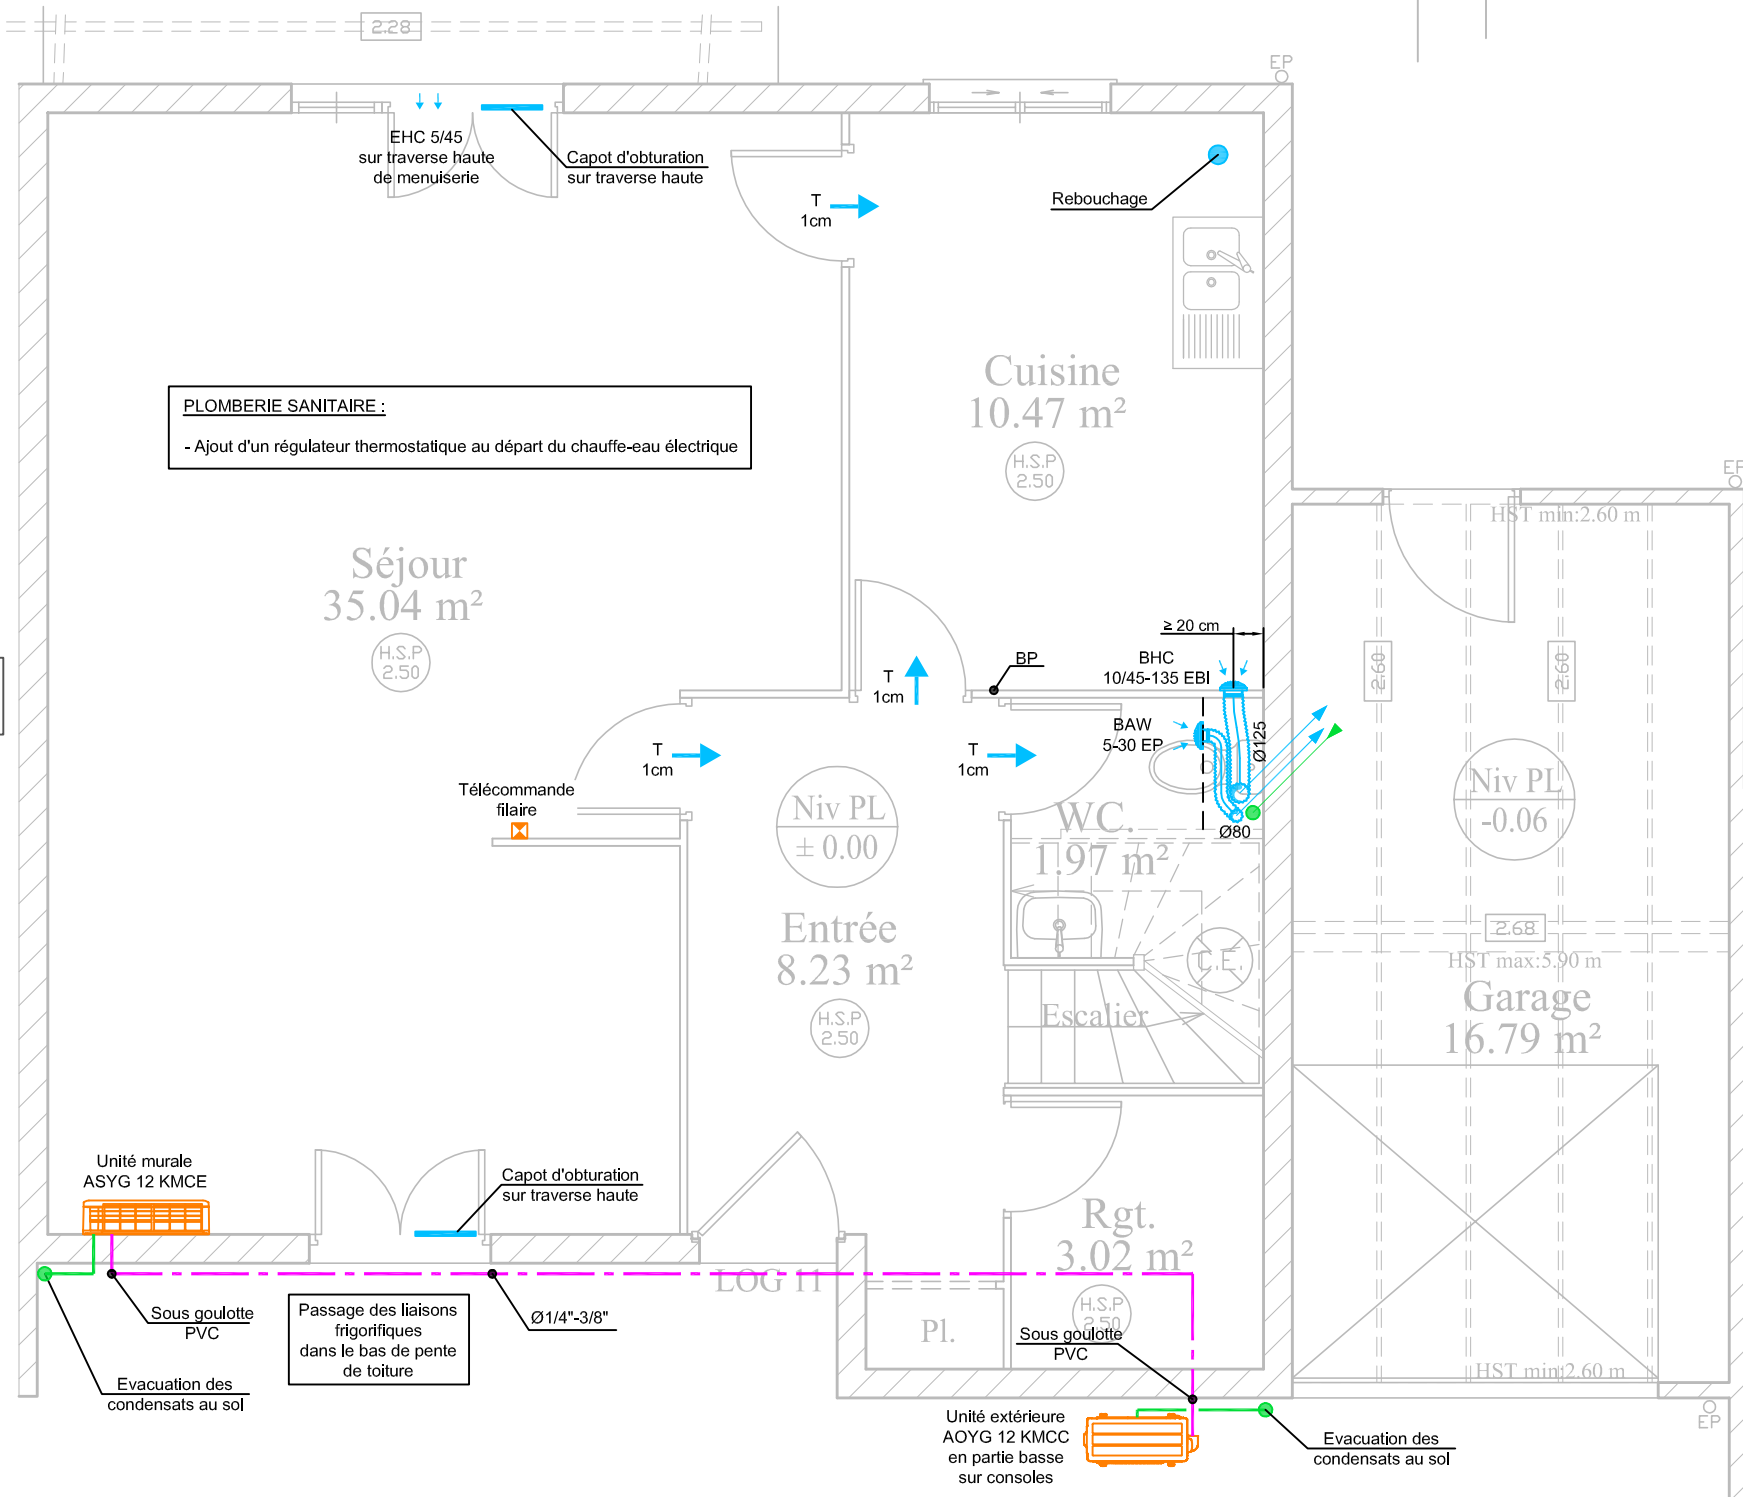 2.28
EP
EHC 5/45
sur traverse haute
de menuiserie
Capot d'obturation
sur traverse haute
T
1cm
Rebouchage
Cuisine
10.47 m²
H.S.P
2.50
PLOMBERIE SANITAIRE :
- Ajout d'un régulateur thermostatique au départ du chauffe-eau électrique
EP
HST min:2.60 m
Séjour
35.04 m²
H.S.P
2.50
≥ 20 cm
BP
BHC
10/45-135 EBI
2.60
2.60
T
1cm
BAW
5-30 EP
Ø125
T
1cm
T
1cm
Télécommande
filaire
Niv PL
± 0.00
Niv PL
-0.06
Ø80
WC.
1.97 m²
Entrée
8.23 m²
H.S.P
2.50
C.E.
Escalier
2.68
HST max:5.90 m
Garage
16.79 m²
Unité murale
ASYG 12 KMCE
Capot d'obturation
sur traverse haute
Rgt.
3.02 m²
H.S.P
2.50
LOG 11
Sous goulotte
PVC
Passage des liaisons
frigorifiques
dans le bas de pente
de toiture
Ø1/4"-3/8"
Pl.
Sous goulotte
PVC
HST min:2.60 m
Evacuation des
condensats au sol
Unité extérieure
AOYG 12 KMCC
en partie basse
sur consoles
Evacuation des
condensats au sol
EP